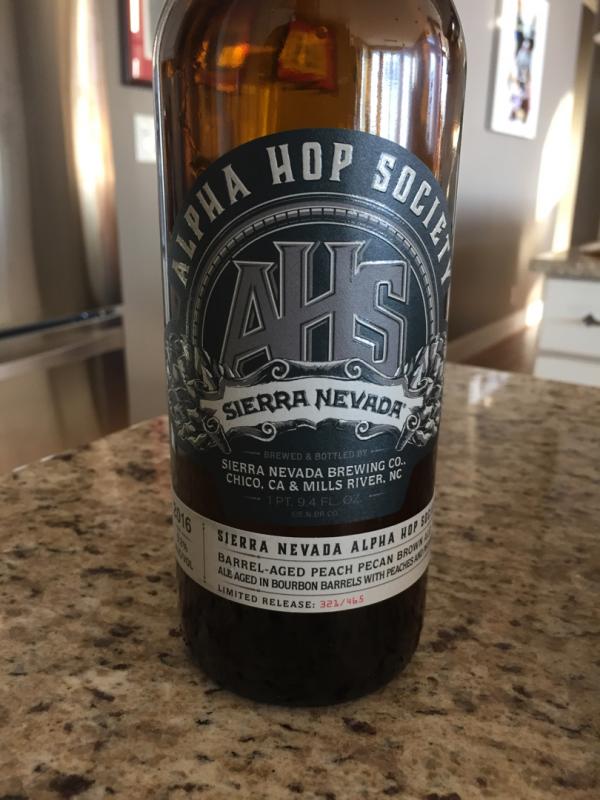 ALPHA HOP SOCIETY
AHS
SIERRA NEVADA
BREWED & BOTTLED BY
SIERRA NEVADA BREWING CO.,
CHICO, CA & MILLS RIVER, NC
1 PT. 9.4 FL. OZ.
2016
SIERRA NEVADA ALPHA HOP
BARREL-AGED PEACH PECAN BROWN
ALE AGED IN BOURBON BARRELS WITH PEACHES AND
LIMITED RELEASE: 321/465